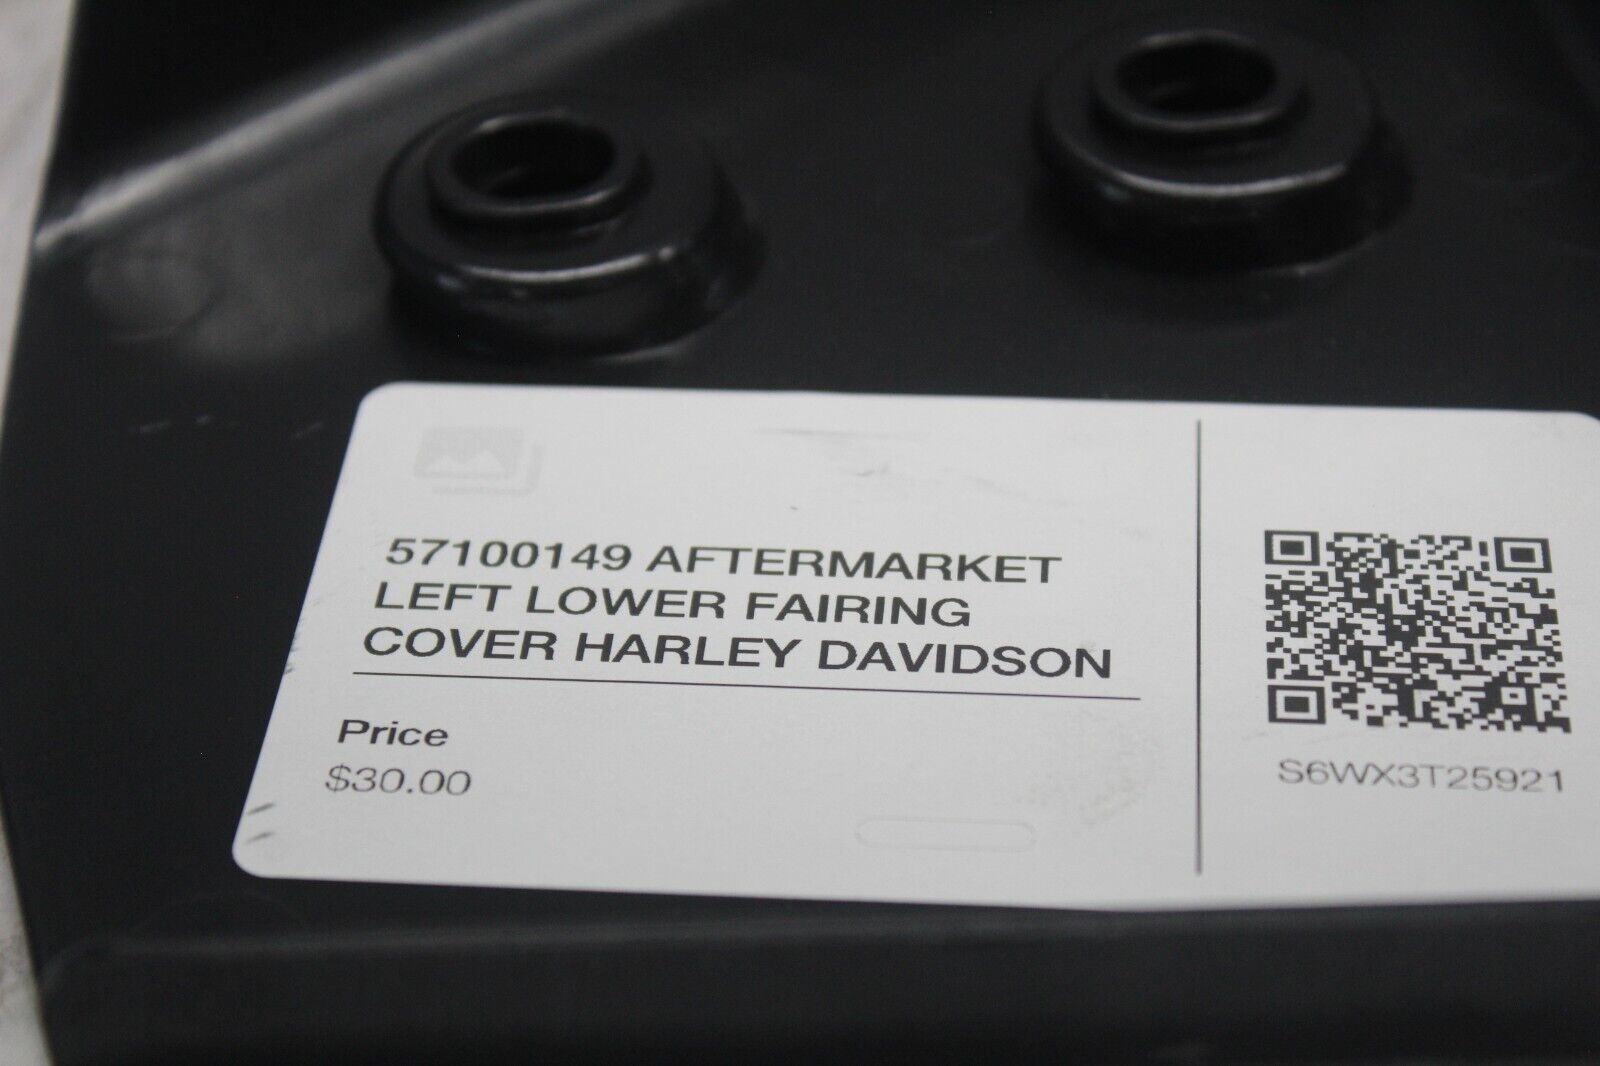 57100149 AFTERMARKET
LEFT LOWER FAIRING
COVER HARLEY DAVIDSON
Price
$30.00
S6WX3T25921